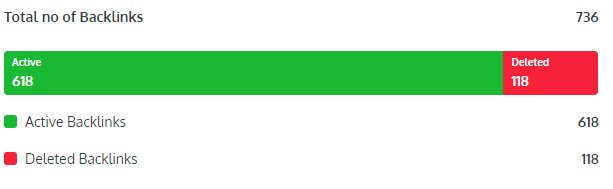 Total no of Backlinks 736
Active Deleted
618 118
Active Backlinks 618
Deleted Backlinks 118